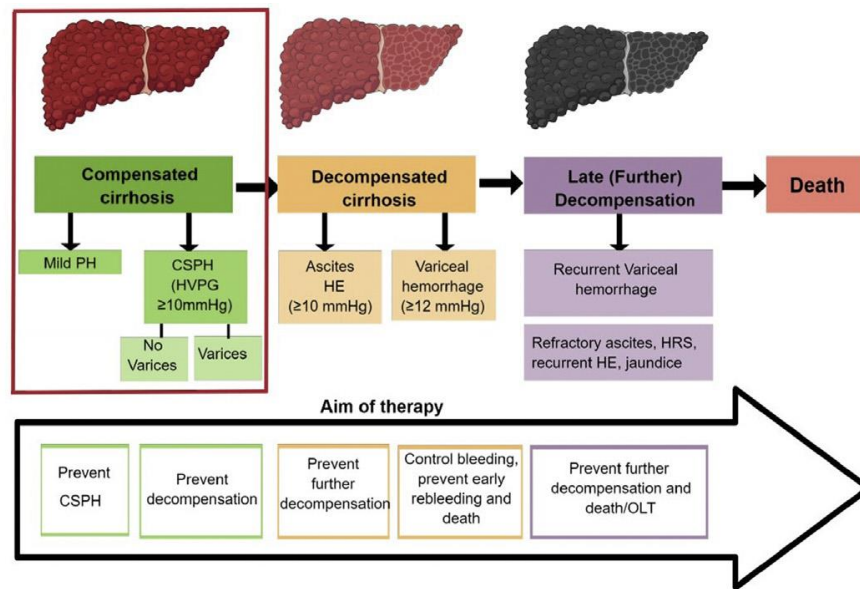 Compensated
cirrhosis
Decompensated
cirrhosis
Late (Further)
Decompensation
Death
Mild PH
CSPH
(HVPG
≥10mmHg)
No
Varices
Varices
Ascites
HE
(≥10 mmHg)
Variceal
hemorrhage
(≥12 mmHg)
Recurrent Variceal
hemorrhage
Refractory ascites, HRS,
recurrent HE, jaundice
Aim of therapy
Prevent
CSPH
Prevent
decompensation
Prevent
further
decompensation
Control bleeding,
prevent early
rebleeding and
death
Prevent further
decompensation and
death/OLT